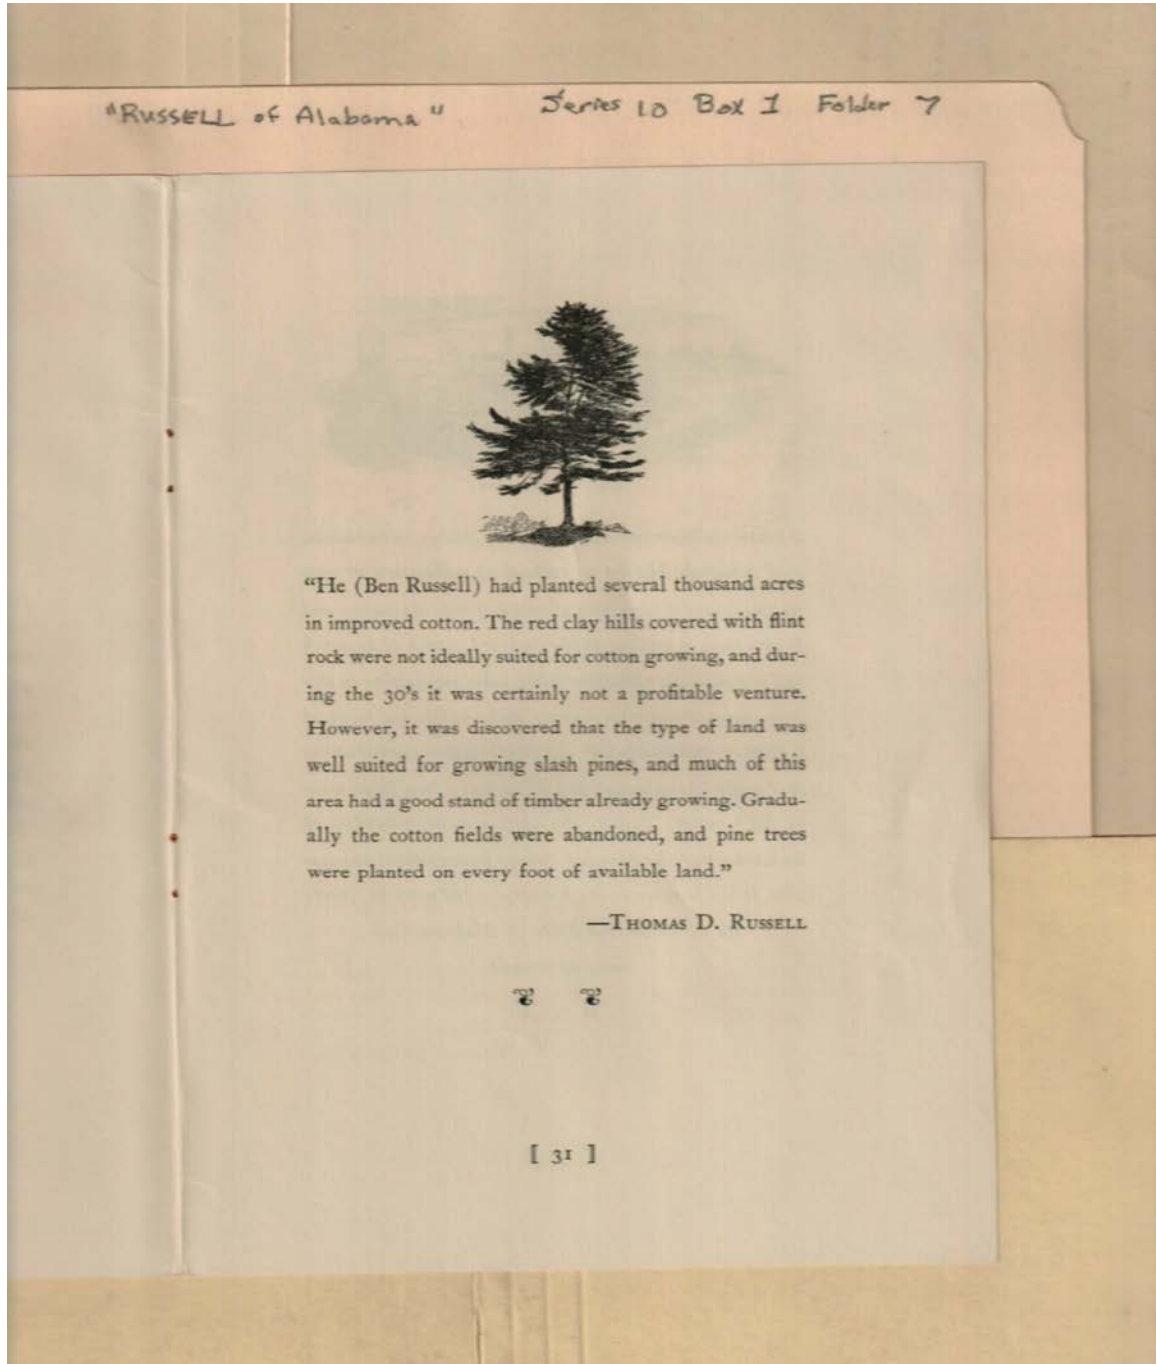 "RUSSELL of Alabama" Series 10 Box 1 Folder 7
“He (Ben Russell) had planted several thousand acres
in improved cotton. The red clay hills covered with flint
rock were not ideally suited for cotton growing, and dur-
ing the 30’s it was certainly not a profitable venture.
However, it was discovered that the type of land was
well suited for growing slash pines, and much of this
area had a good stand of timber already growing. Gradu-
ally the cotton fields were abandoned, and pine trees
were planted on every foot of available land.”
—THOMAS D. RUSSELL
[ 31 ]